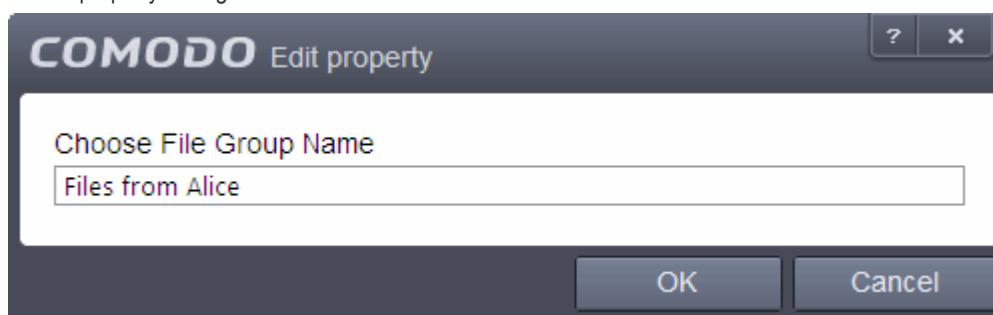 COMODO Edit property
? ×
Choose File Group Name
Files from Alice
OK Cancel